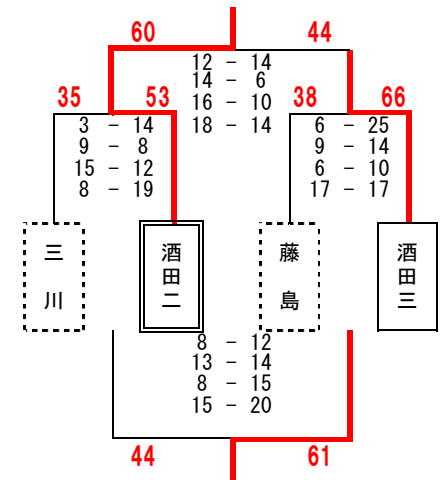 60 44
12 － 14
14 － 6
16 － 10
18 － 14
35 53
3 － 14
9 － 8
15 － 12
8 － 19
38 66
6 － 25
9 － 14
6 － 10
17 － 17
三川
酒田二
藤島
酒田三
8 － 12
13 － 14
8 － 15
15 － 20
44 61